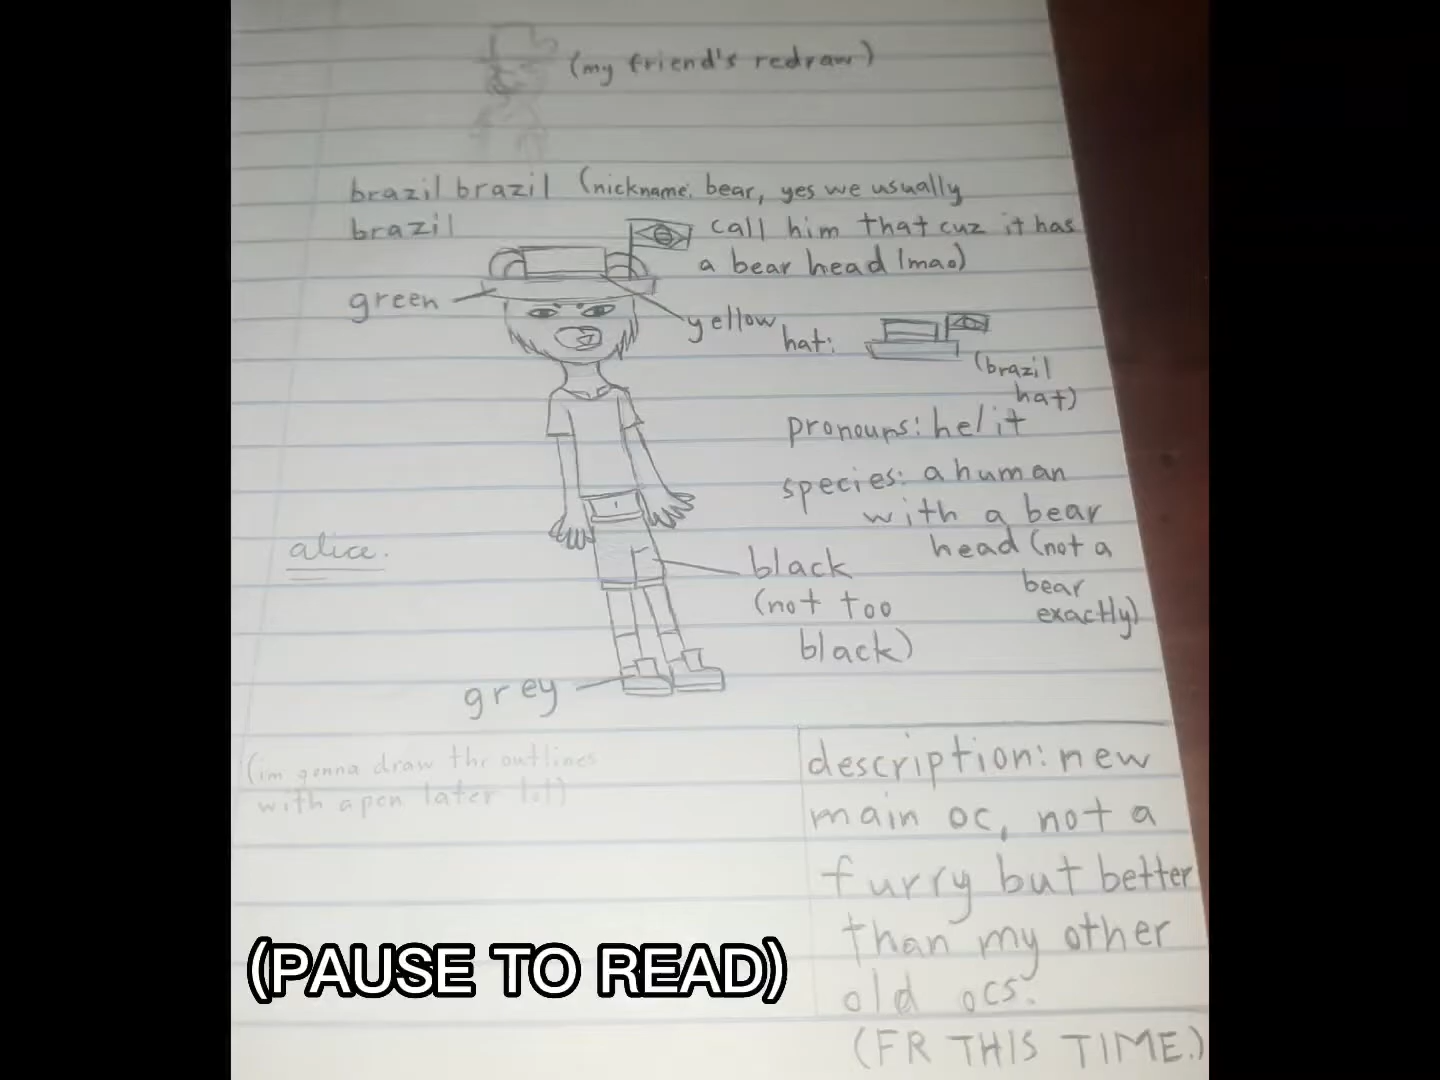 (my friend's redraw)
brazil brazil (nickname: bear, yes we usually
brazil call him that cuz it has
a bear head lmao)
green
yellow
hat:
(brazil
hat)
pronouns: he/it
species: a human
with a bear
head (not a
bear
exactly)
alice.
black
(not too
black)
grey
(im gonna draw the outlines
with a pen later lol)
description: new
main oc, not a
furry but better
than my other
old ocs.
(FR THIS TIME.)
(PAUSE TO READ)